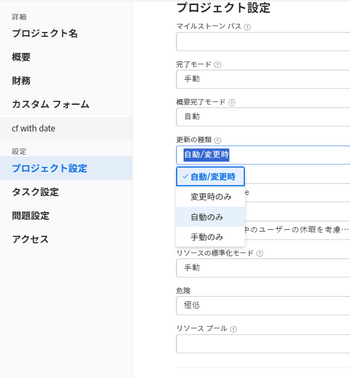 詳細
プロジェクト名
概要
財務
カスタム フォーム
cf with date
設定
プロジェクト設定
タスク設定
問題設定
アクセス
プロジェクト設定
マイルストーン パス
完了モード
手動
概要完了モード
自動
更新の種類
自動/変更時
自動/変更時
変更時のみ
自動のみ
手動のみ
のユーザーの休暇を考慮…
リソースの標準化モード
手動
危険
極低
リソース プール